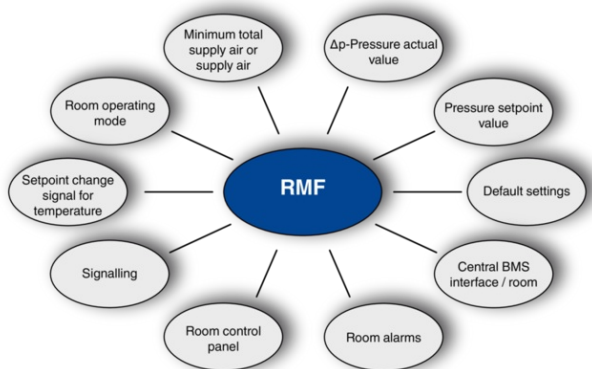 Minimum total
supply air or
supply air
Δp-Pressure actual
value
Room operating
mode
Pressure setpoint
value
RMF
Setpoint change
signal for
temperature
Default settings
Signalling
Central BMS
interface / room
Room control
panel
Room alarms